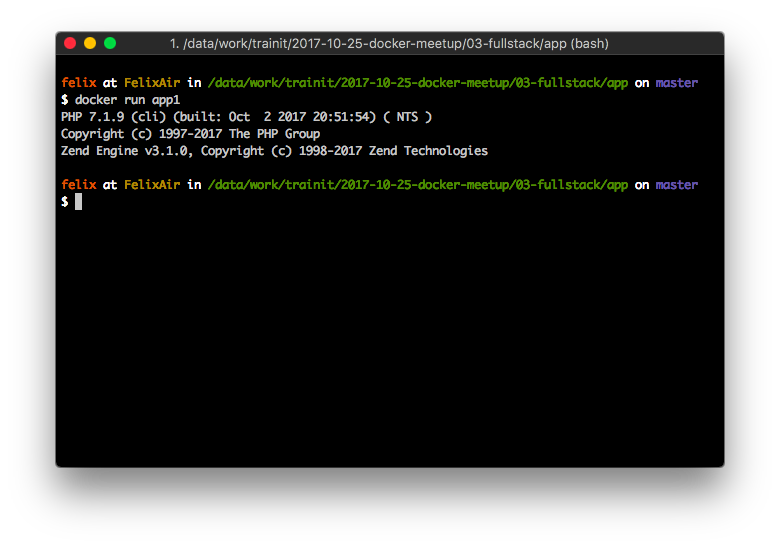 1. /data/work/trainit/2017-10-25-docker-meetup/03-fullstack/app (bash)
felix at FelixAir in /data/work/trainit/2017-10-25-docker-meetup/03-fullstack/app on master
$ docker run app1
PHP 7.1.9 (cli) (built: Oct  2 2017 20:51:54) ( NTS )
Copyright (c) 1997-2017 The PHP Group
Zend Engine v3.1.0, Copyright (c) 1998-2017 Zend Technologies
felix at FelixAir in /data/work/trainit/2017-10-25-docker-meetup/03-fullstack/app on master
$